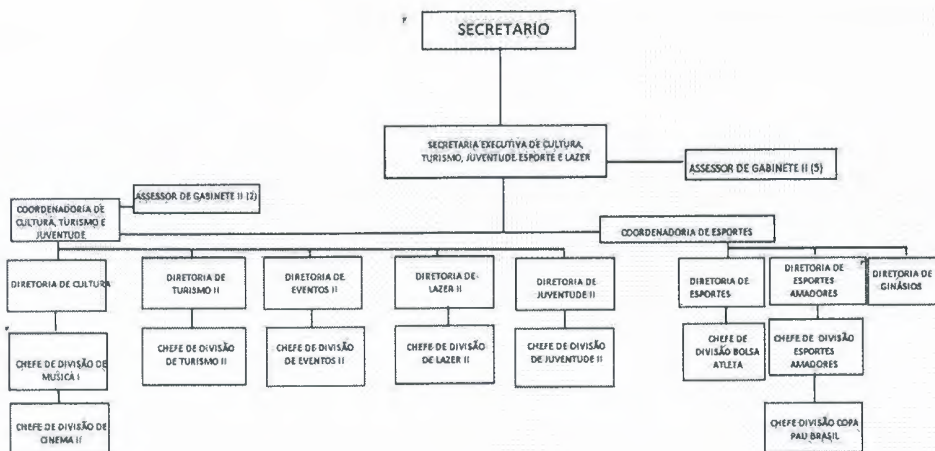 SECRETARIO
SECRETARIA EXECUTIVA DE CULTURA,
TURISMO, JUVENTUDE ESPORTE E LAZER
ASSESSOR DE GABINETE II (5)
ASSESSOR DE GABINETE II (2)
COORDENADORIA DE
CULTURA, TURISMO E
JUVENTUDE
COORDENADORIA DE ESPORTES
DIRETORIA DE CULTURA
DIRETORIA DE
TURISMO II
DIRETORIA DE
EVENTOS II
DIRETORIA DE
LAZER II
DIRETORIA DE
JUVENTUDE II
DIRETORIA DE
ESPORTES
DIRETORIA DE
ESPORTES
AMADORES
DIRETORIA DE
GINÁSIOS
CHEFE DE DIVISÃO DE
MUSICA I
CHEFE DE DIVISÃO
DE TURISMO II
CHEFE DE DIVISÃO
DE EVENTOS II
CHEFE DE DIVISÃO
DE LAZER II
CHEFE DE DIVISÃO
DE JUVENTUDE II
CHEFE DE
DIVISÃO BOLSA
ATLETA
CHEFE DE DIVISÃO
ESPORTES
AMADORES
CHEFE DE DIVISÃO DE
CINEMA II
CHEFE DIVISÃO COPA
PAU BRASIL